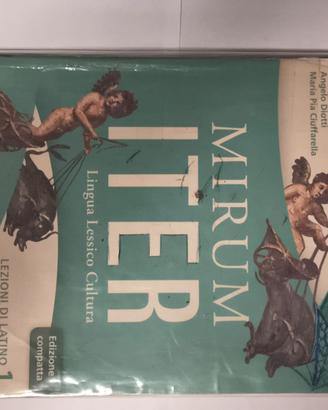 Angelo Diotti
Maria Pia Ciuffarella
MIRUM
ITER
Lingua Lessico Cultura
Edizione
compatta
LEZIONI DI LATINO 1